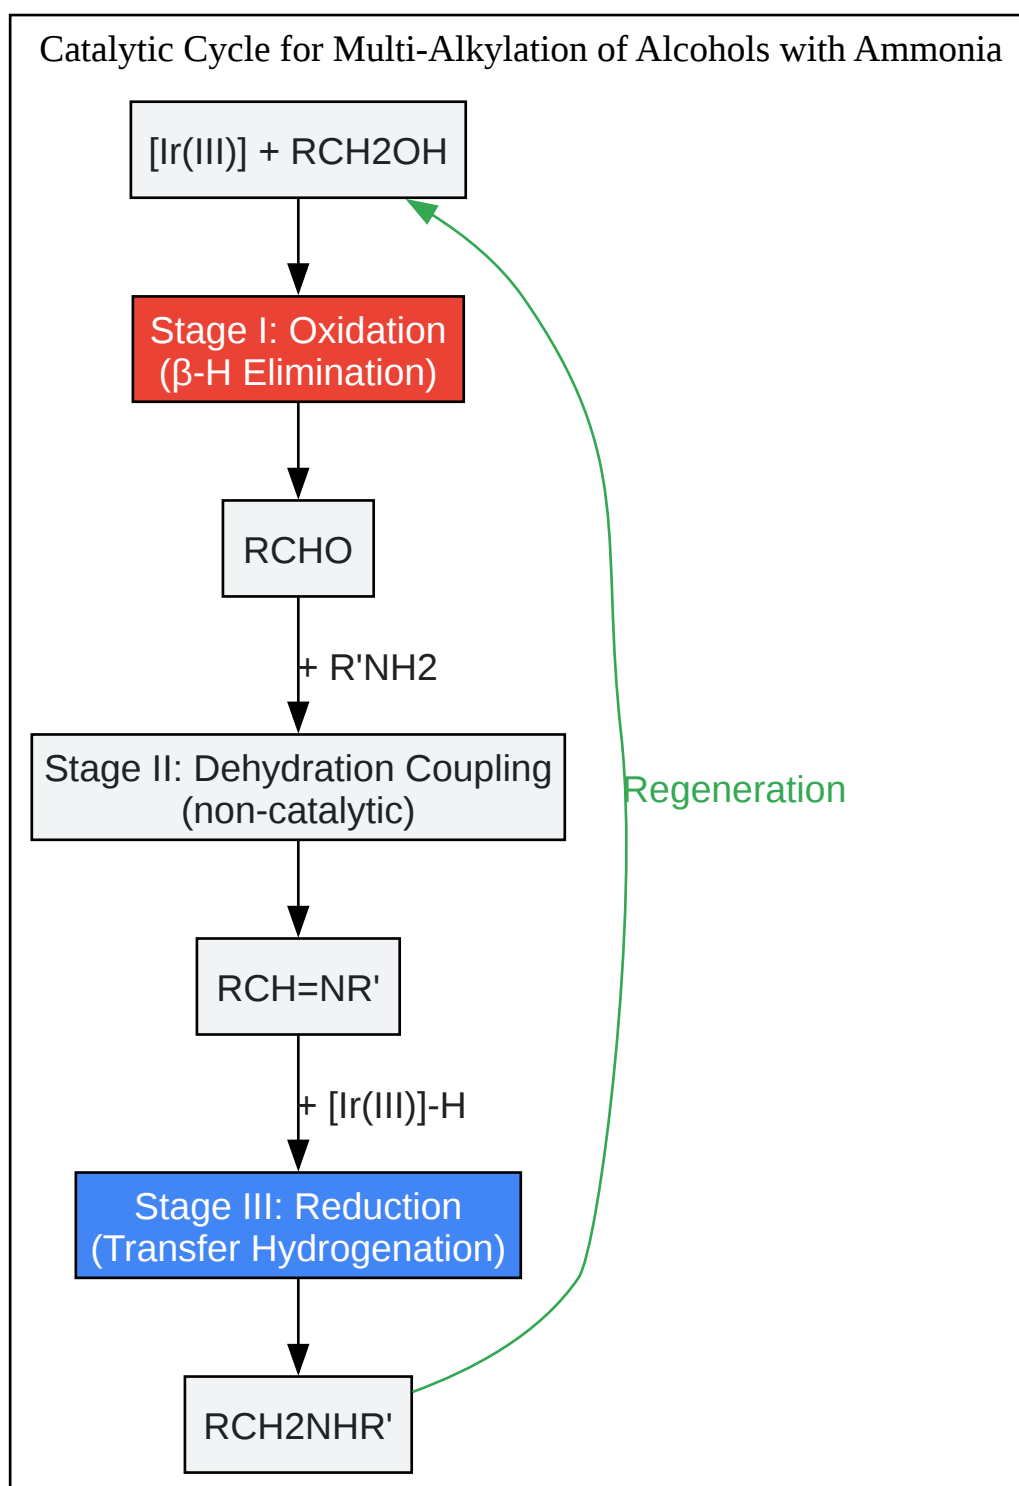 Catalytic Cycle for Multi-Alkylation of Alcohols with Ammonia
[Ir(III)] + RCH2OH
Stage I: Oxidation
(β-H Elimination)
RCHO
+ R'NH2
Stage II: Dehydration Coupling
(non-catalytic)
Regeneration
RCH=NR'
+ [Ir(III)]-H
Stage III: Reduction
(Transfer Hydrogenation)
RCH2NHR'